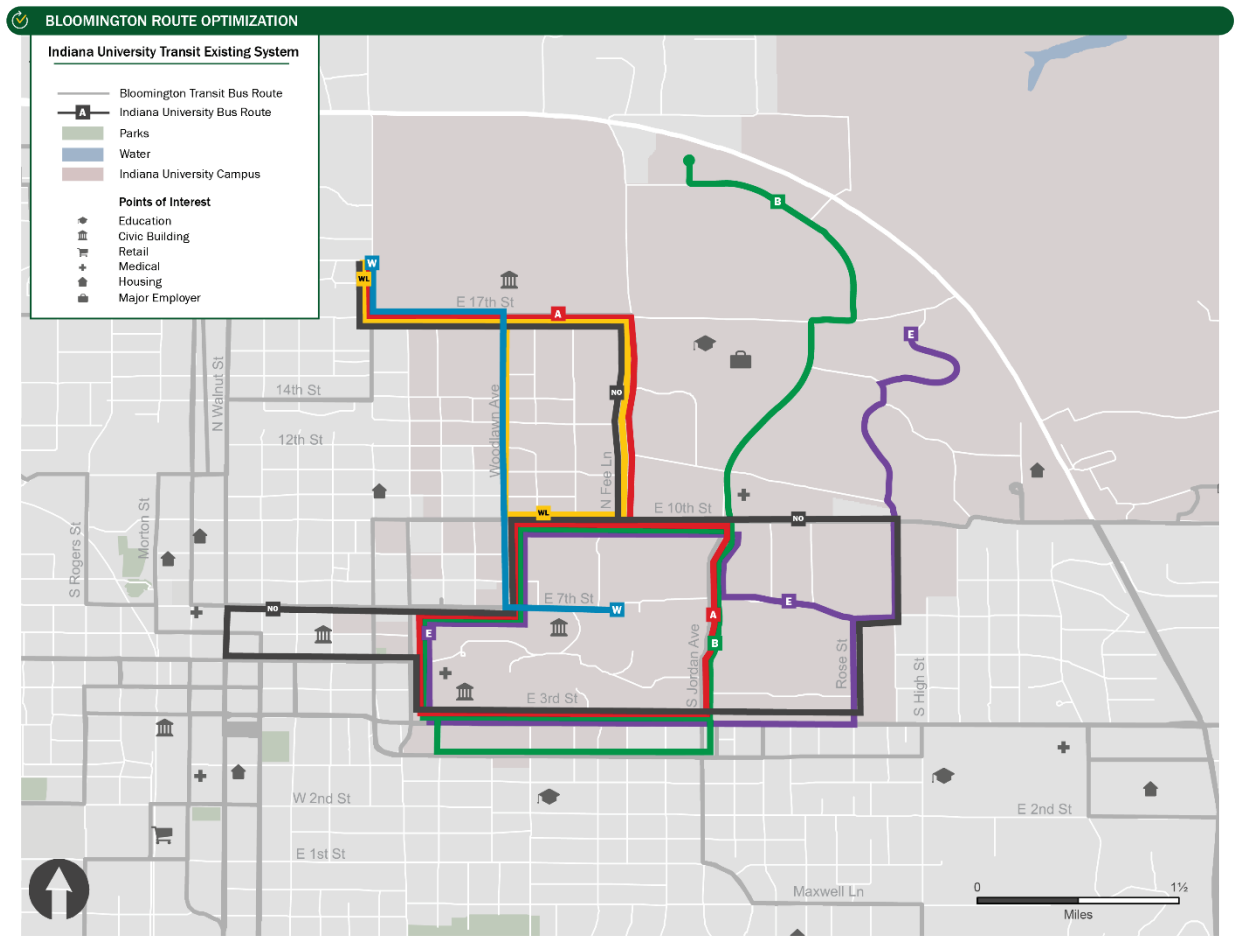 BLOOMINGTON ROUTE OPTIMIZATION
Indiana University Transit Existing System
Bloomington Transit Bus Route
A Indiana University Bus Route
Parks
Water
Indiana University Campus
Points of Interest
Education
Civic Building
Retail
Medical
Housing
Major Employer
B
W
WL
E 17th St
A
E
N Walnut St
14th St
Woodlawn Ave
NO
12th St
N Fee Ln
WL
E 10th St
NO
S Rogers St
Morton St
E 7th St
NO
W
E
A
E
B
S Jordan Ave
Rose St
S High St
E 3rd St
W 2nd St
E 2nd St
E 1st St
Maxwell Ln
0 1½
Miles